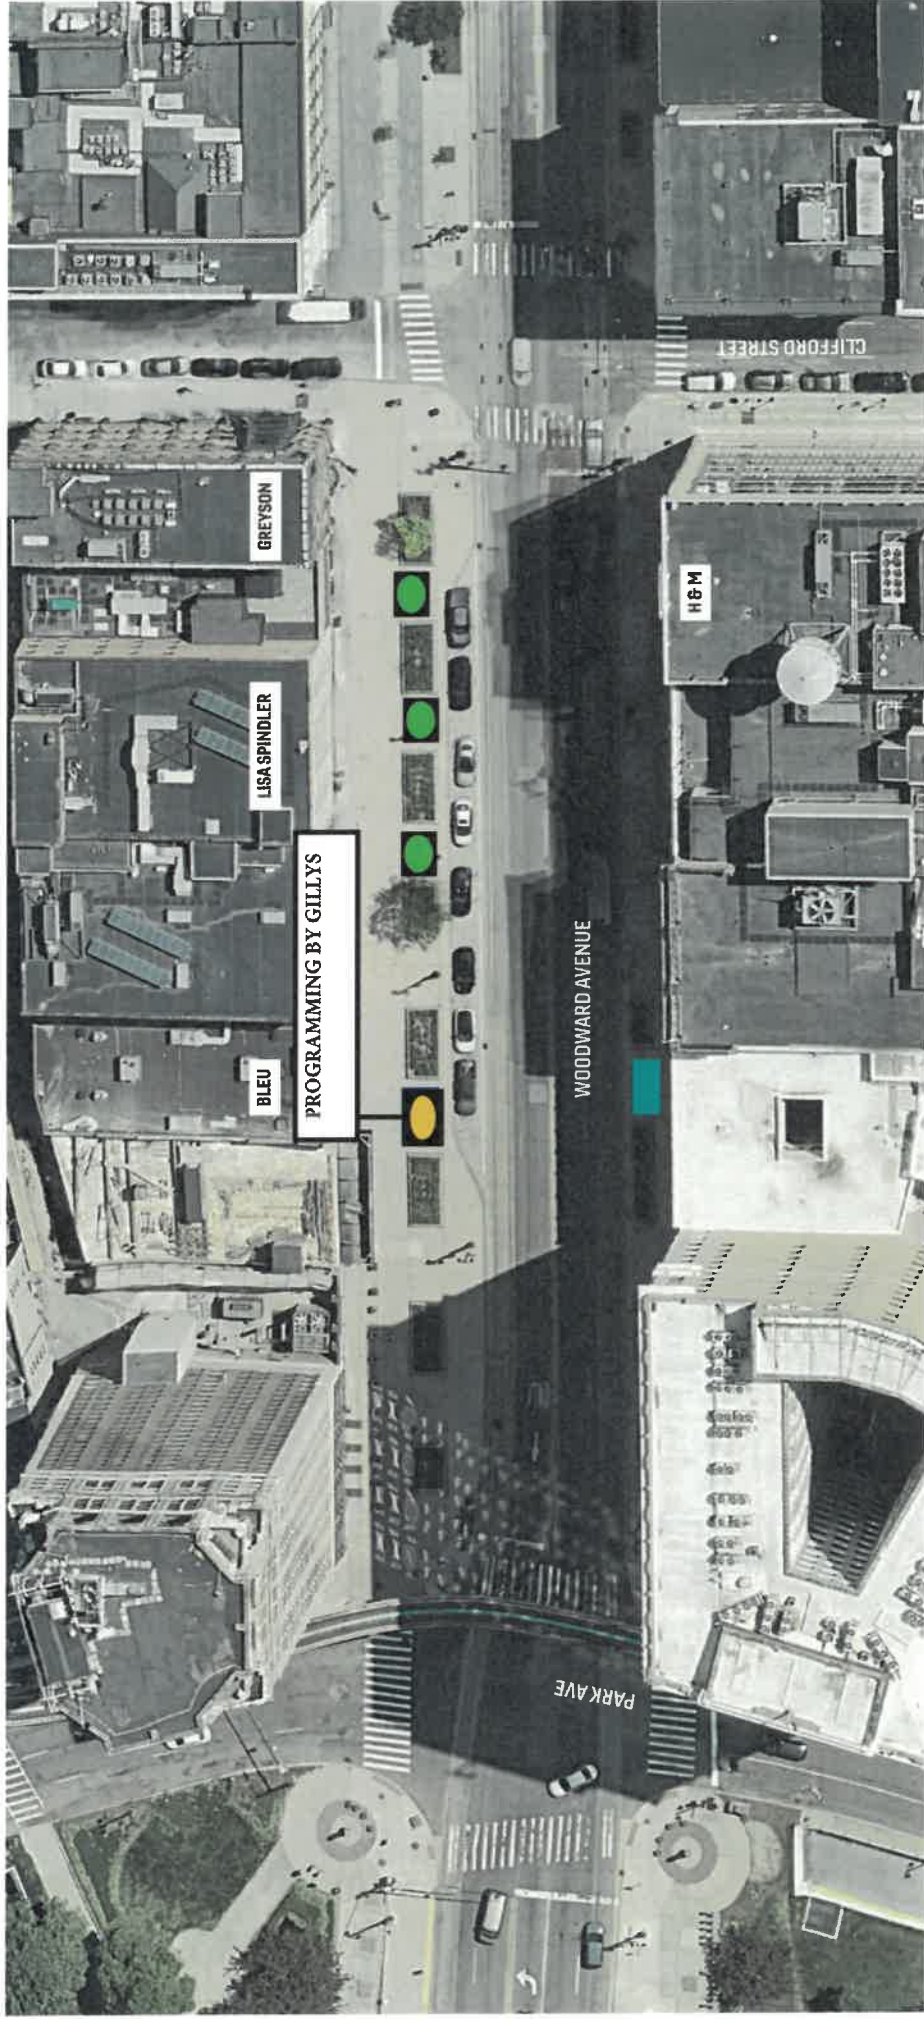 GREYSON
LISA SPINDLER
BLEU
PROGRAMMING BY GILLYS
WOODWARD AVENUE
H&M
CLIFFORD STREET
PARK AVE